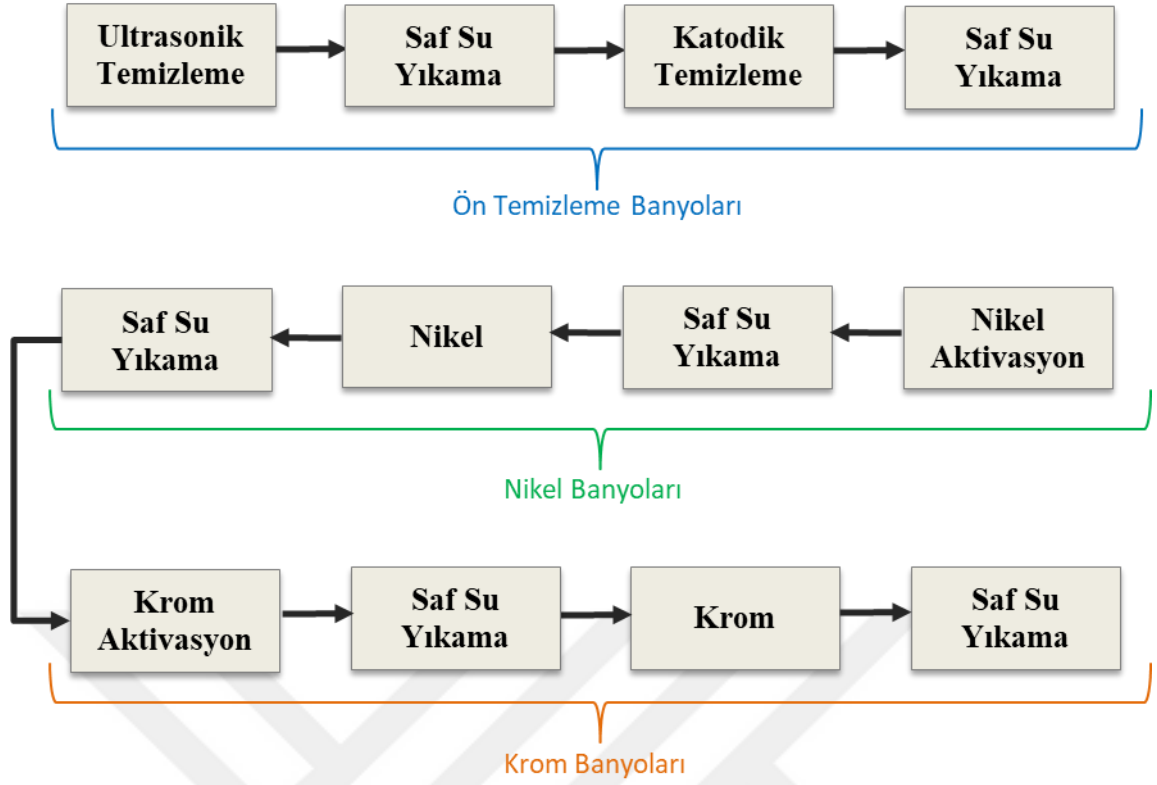 Ultrasonik
Temizleme
Saf Su
Yıkama
Katodik
Temizleme
Saf Su
Yıkama
Ön Temizleme Banyoları
Saf Su
Yıkama
Nikel
Saf Su
Yıkama
Nikel
Aktivasyon
Nikel Banyoları
Krom
Aktivasyon
Saf Su
Yıkama
Krom
Saf Su
Yıkama
Krom Banyoları